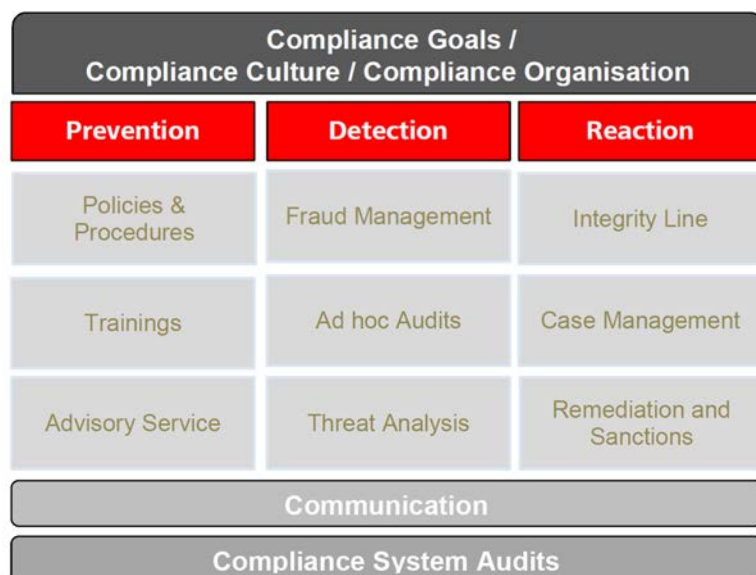 Compliance Goals /
Compliance Culture / Compliance Organisation
Prevention
Detection
Reaction
Policies &
Procedures
Fraud Management
Integrity Line
Trainings
Ad hoc Audits
Case Management
Advisory Service
Threat Analysis
Remediation and
Sanctions
Communication
Compliance System Audits